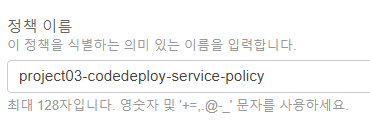 정책 이름
이 정책을 식별하는 의미 있는 이름을 입력합니다.
project03-codedeploy-service-policy
최대 128자입니다. 영숫자 및 '+=,.@-_' 문자를 사용하세요.